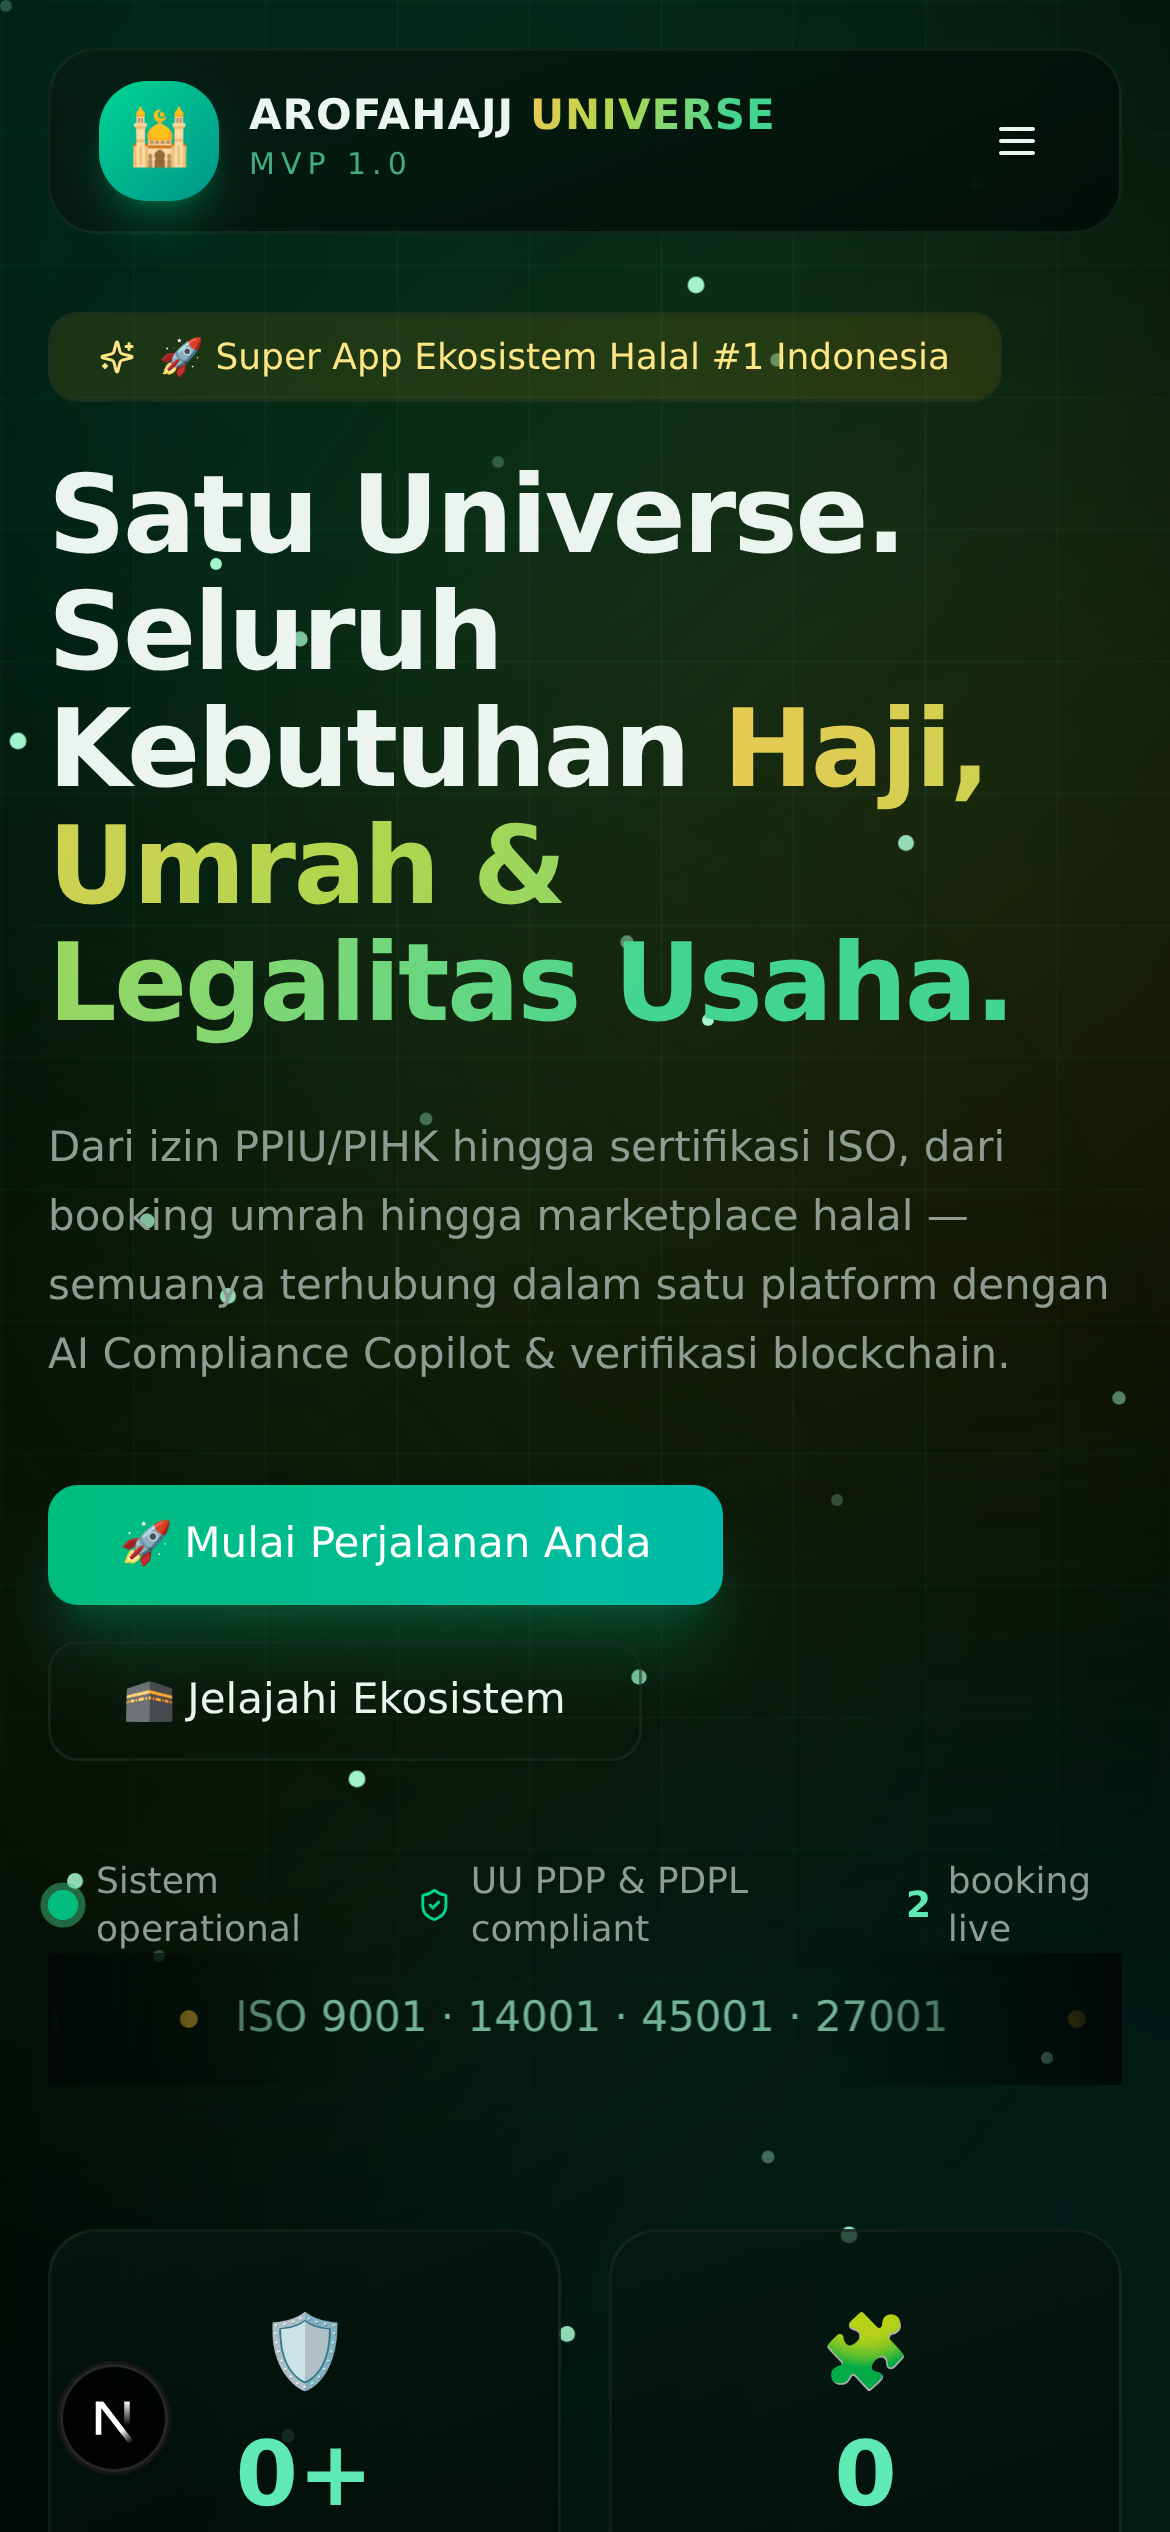 AROFAHAJJ UNIVERSE
MVP 1.0
🚀 Super App Ekosistem Halal #1 Indonesia
Satu Universe.
Seluruh
Kebutuhan Haji,
Umrah &
Legalitas Usaha.
Dari izin PPIU/PIHK hingga sertifikasi ISO, dari
booking umrah hingga marketplace halal —
semuanya terhubung dalam satu platform dengan
AI Compliance Copilot & verifikasi blockchain.
🚀 Mulai Perjalanan Anda
🕋 Jelajahi Ekosistem
Sistem
operasional
UU PDP & PDPL
compliant
2 booking
live
ISO 9001 · 14001 · 45001 · 27001
0+
0
N